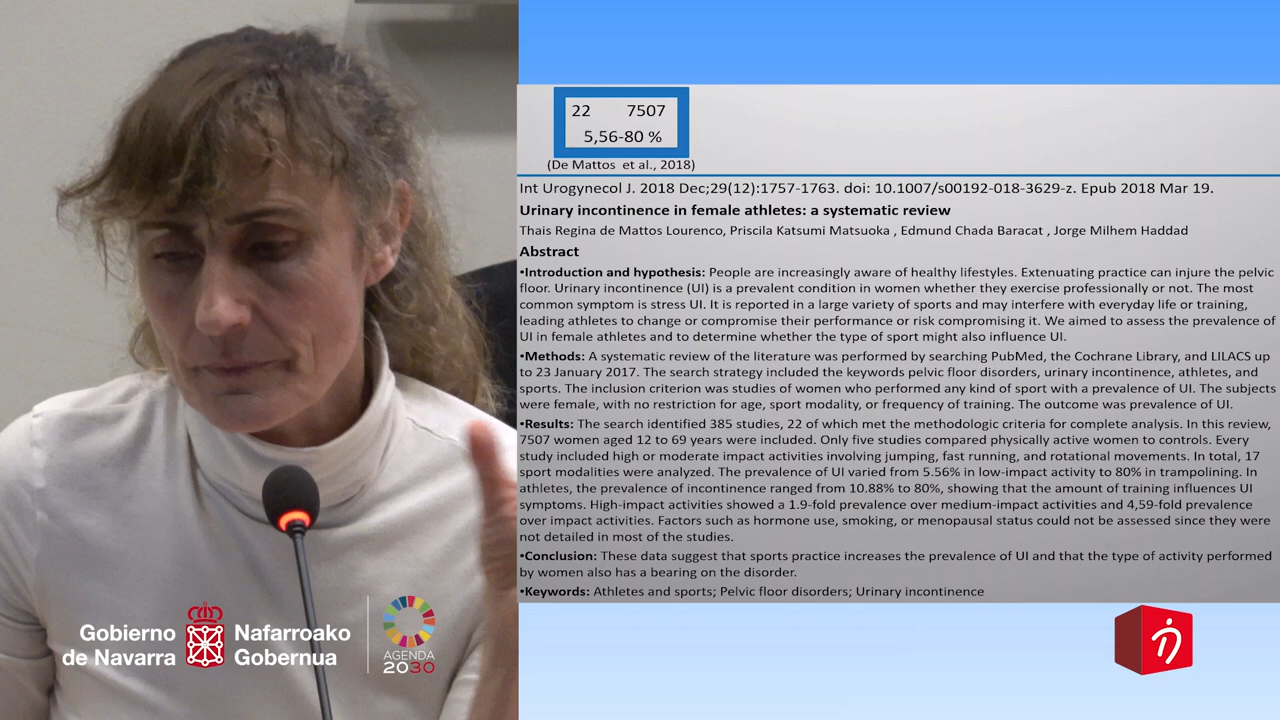 22 7507
5,56-80 %
(De Mattos et al., 2018)
Int Urogynecol J. 2018 Dec;29(12):1757-1763. doi: 10.1007/s00192-018-3629-z. Epub 2018 Mar 19.
Urinary incontinence in female athletes: a systematic review
Thais Regina de Mattos Lourenco, Priscila Katsumi Matsuoka , Edmund Chada Baracat , Jorge Milhem Haddad
Abstract
•Introduction and hypothesis: People are increasingly aware of healthy lifestyles. Extenuating practice can injure the pelvic
floor. Urinary incontinence (UI) is a prevalent condition in women whether they exercise professionally or not. The most
common symptom is stress UI. It is reported in a large variety of sports and may interfere with everyday life or training,
leading athletes to change or compromise their performance or risk compromising it. We aimed to assess the prevalence of
UI in female athletes and to determine whether the type of sport might also influence UI.
•Methods: A systematic review of the literature was performed by searching PubMed, the Cochrane Library, and LILACS up
to 23 January 2017. The search strategy included the keywords pelvic floor disorders, urinary incontinence, athletes, and
sports. The inclusion criterion was studies of women who performed any kind of sport with a prevalence of UI. The subjects
were female, with no restriction for age, sport modality, or frequency of training. The outcome was prevalence of UI.
•Results: The search identified 385 studies, 22 of which met the methodologic criteria for complete analysis. In this review,
7507 women aged 12 to 69 years were included. Only five studies compared physically active women to controls. Every
study included high or moderate impact activities involving jumping, fast running, and rotational movements. In total, 17
sport modalities were analyzed. The prevalence of UI varied from 5.56% in low-impact activity to 80% in trampolining. In
athletes, the prevalence of incontinence ranged from 10.88% to 80%, showing that the amount of training influences UI
symptoms. High-impact activities showed a 1.9-fold prevalence over medium-impact activities and 4,59-fold prevalence
over impact activities. Factors such as hormone use, smoking, or menopausal status could not be assessed since they were
not detailed in most of the studies.
•Conclusion: These data suggest that sports practice increases the prevalence of UI and that the type of activity performed
by women also has a bearing on the disorder.
•Keywords: Athletes and sports; Pelvic floor disorders; Urinary incontinence
Gobierno
de Navarra
Nafarroako
Gobernua
AGENDA
2030